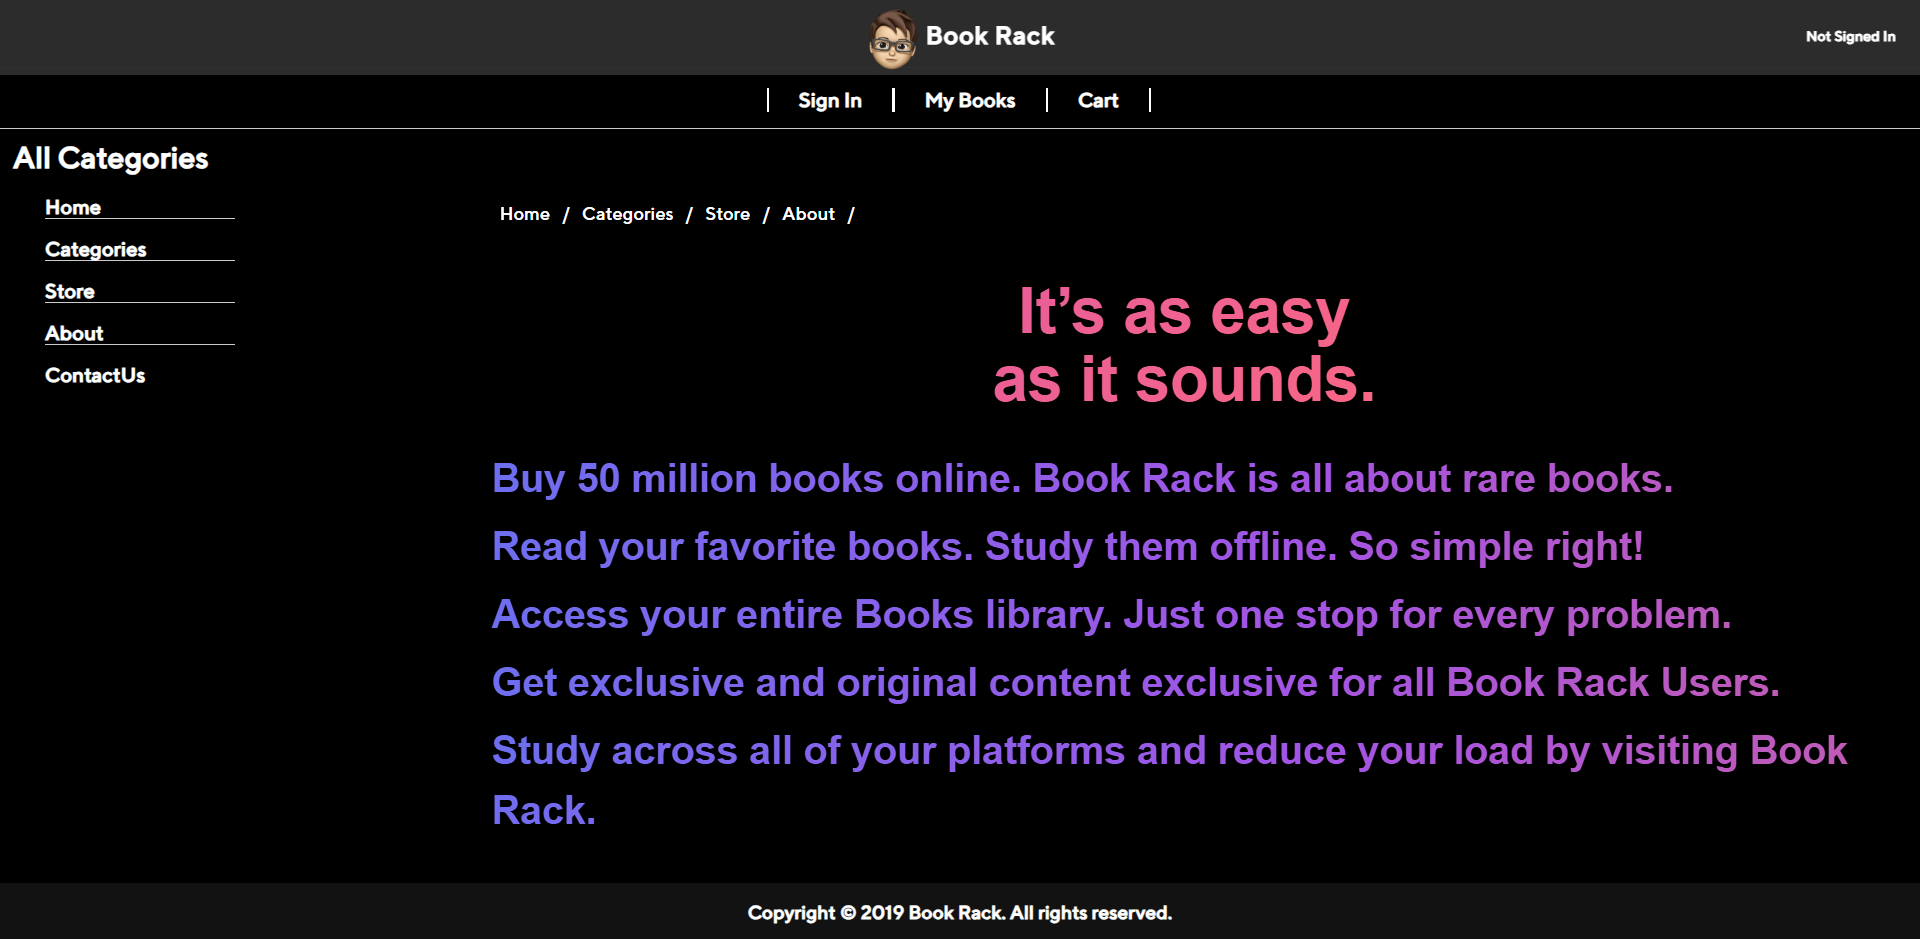 Book Rack
Not Signed In
Sign In
My Books
Cart
All Categories
Home
Categories
Store
About
ContactUs
Home / Categories / Store / About /
It’s as easy
as it sounds.
Buy 50 million books online. Book Rack is all about rare books.
Read your favorite books. Study them offline. So simple right!
Access your entire Books library. Just one stop for every problem.
Get exclusive and original content exclusive for all Book Rack Users.
Study across all of your platforms and reduce your load by visiting Book
Rack.
Copyright © 2019 Book Rack. All rights reserved.